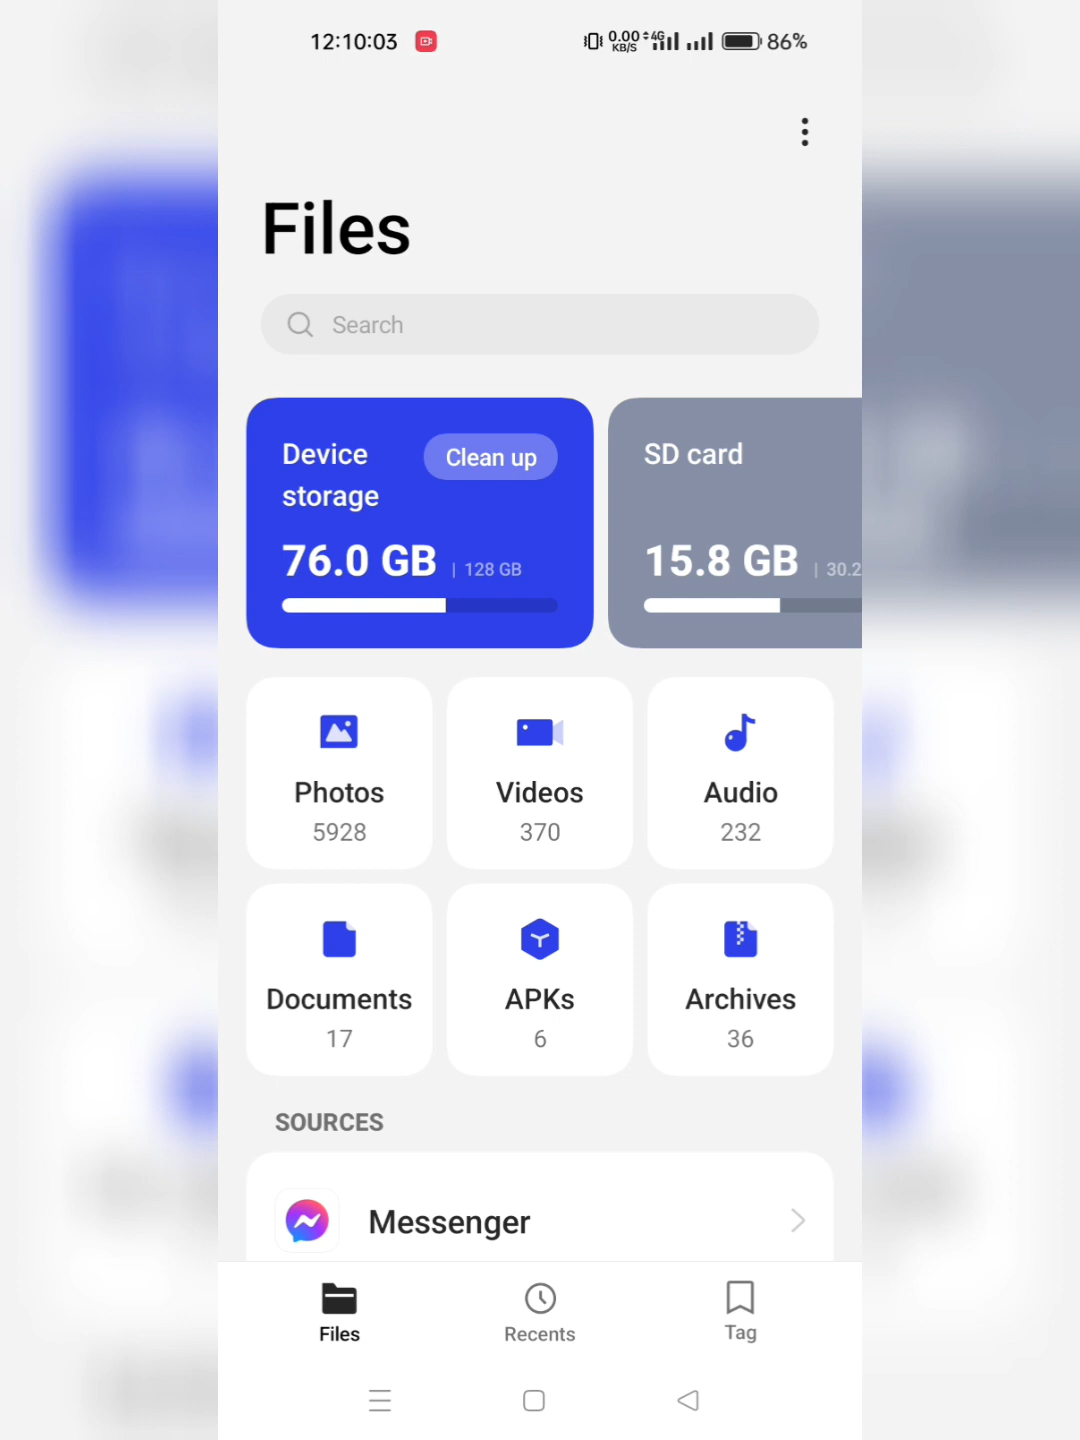 12:10:03
0.00 KB/S 4G 86%
Files
Search
Device storage
Clean up
76.0 GB | 128 GB
SD card
15.8 GB | 30.2
Photos
5928
Videos
370
Audio
232
Documents
17
APKs
6
Archives
36
SOURCES
Messenger
Files
Recents
Tag